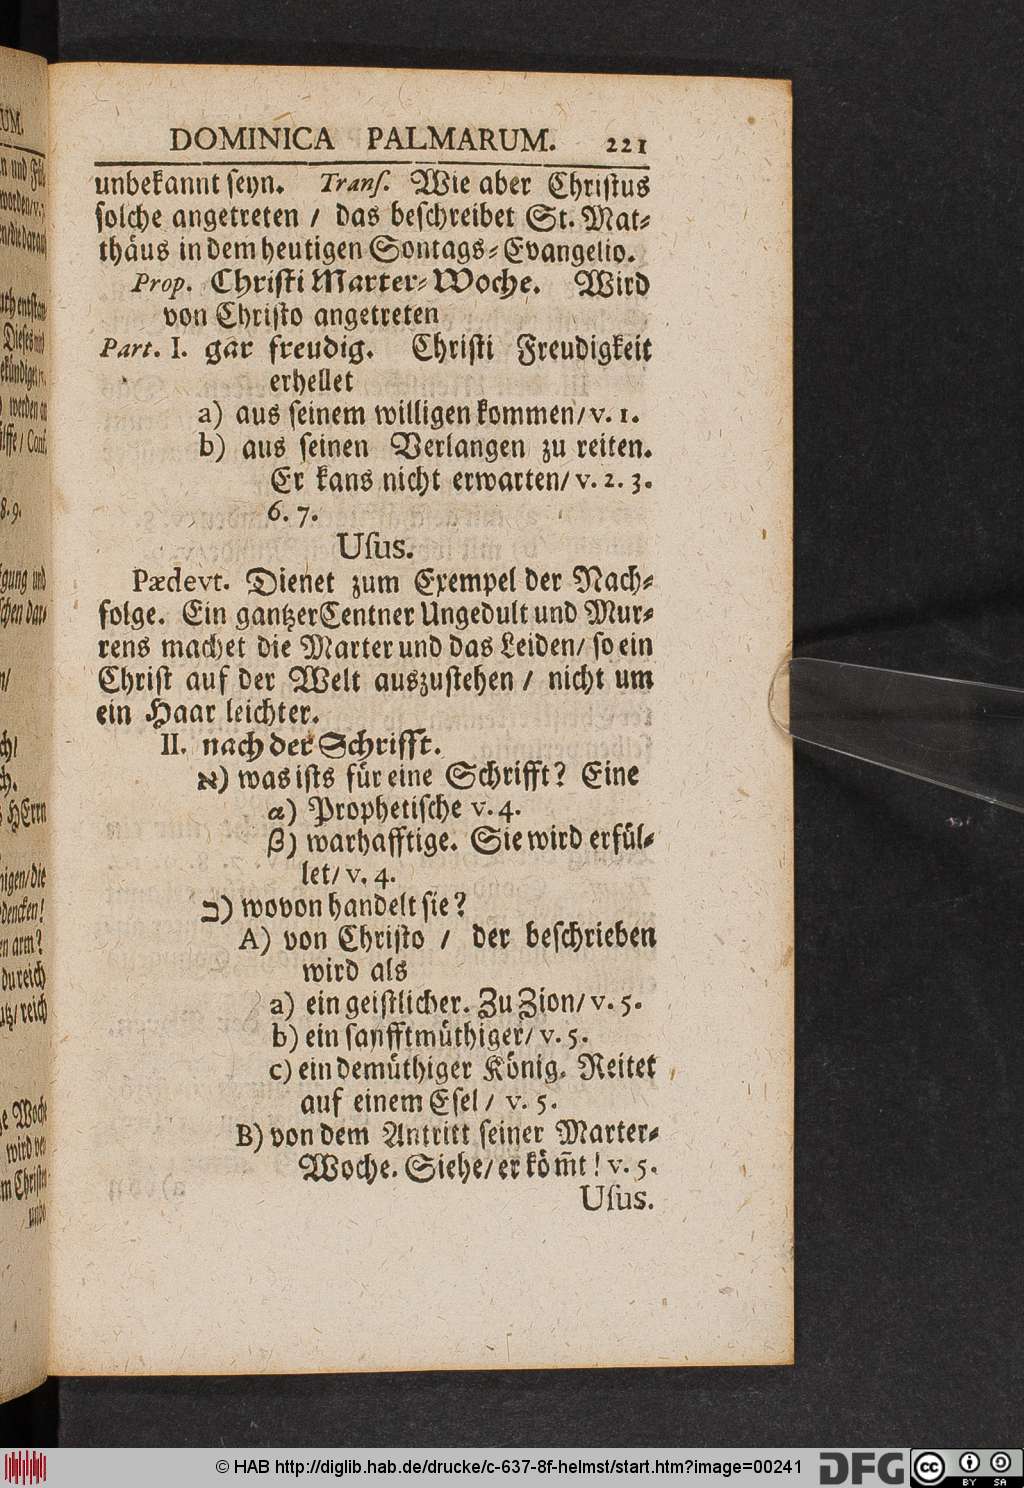 DOMINICA PALMARUM. 221
unbekannt seyn. Transſ. Wie aber Christus
solche angetreten / das beschreibet St. Mat-
thäus in dem heutigen Sontags-Evangelio.
Prop. Christi Marter-Woche. Wird
von Christo angetreten
Part. I. gar freudig. Christi Freudigkeit
erhellet
a) aus seinem willigen kommen/ v. 1.
b) aus seinen Verlangen zu reiten.
Er kans nicht erwarten/ v. 2. 3.
6. 7.
Uſus.
Pædevt. Dienet zum Exempel der Nach-
folge. Ein gantzer Centner Ungedult und Mur-
rens machet die Marter und das Leiden/ so ein
Christ auf der Welt auszustehen / nicht um
ein Haar leichter.
II. nach der Schrifft.
א) was ists für eine Schrifft? Eine
α) Prophetische v. 4.
β) warhafftige. Sie wird erfül-
let/ v. 4.
ב) wovon handelt sie?
A) von Christo / der beschrieben
wird als
a) ein geistlicher. Zu Zion/ v. 5.
b) ein sanfftmüthiger/ v. 5.
c) ein demüthiger König. Reitet
auf einem Esel / v. 5.
B) von dem Antritt seiner Marter-
Woche. Siehe/ er köm̃t! v. 5.
Uſus.
© HAB http://diglib.hab.de/drucke/c-637-8f-helmst/start.htm?image=00241
DFG
cc BY SA